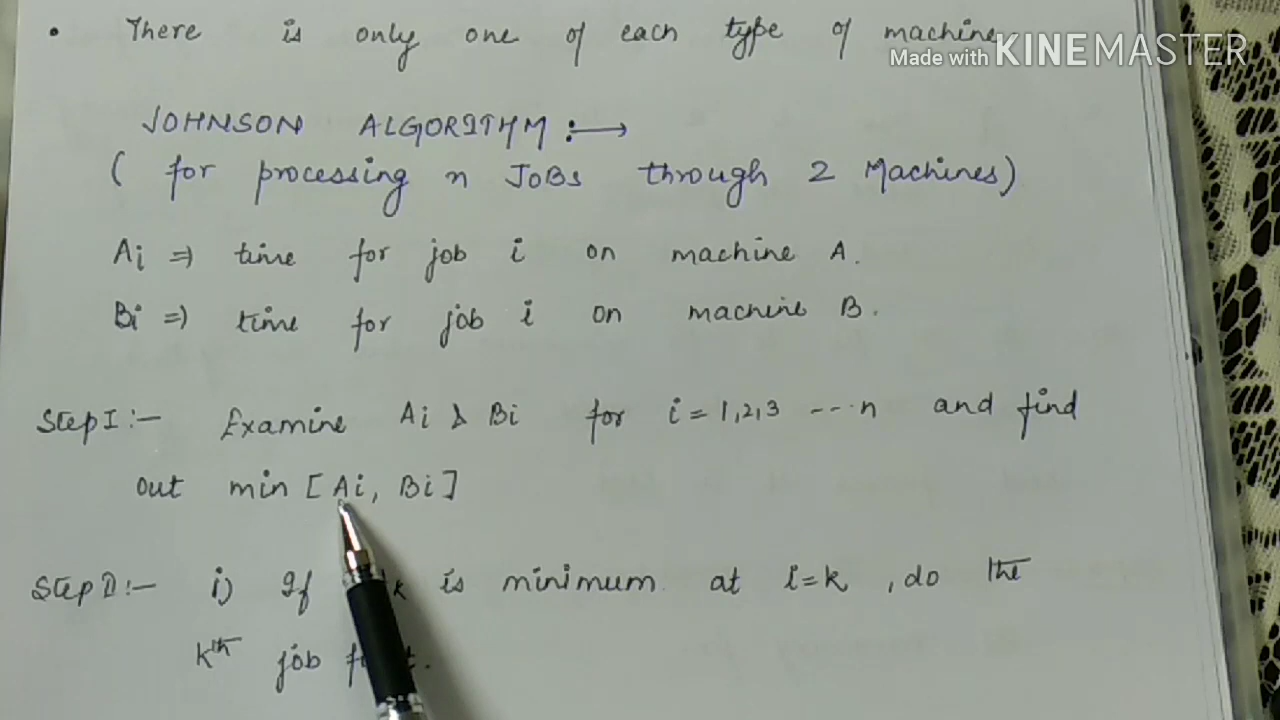 • There is only one of each type of machine
Made with KINEMASTER
JOHNSON ALGORITHM :→
( for processing n JOBs through 2 Machines)
Ai ⇒ time for job i on machine A.
Bi ⇒ time for job i on machine B.
Step I:- Examine Ai & Bi for i = 1,2,3 ---n and find
out min [Ai, Bi]
Step II:- i) If k is minimum at i=k , do the
kth job